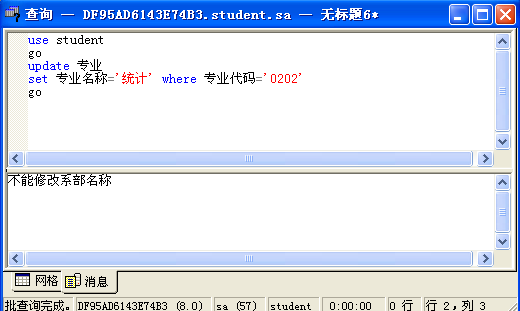 查询 — DF95AD6143E74B3.student.sa — 无标题6*
use student
go
update 专业
set 专业名称='统计' where 专业代码='0202'
go
不能修改系部名称
网格 消息
批查询完成。 DF95AD6143E74B3 (8.0) sa (57) student 0:00:00 0 行 行 2，列 3